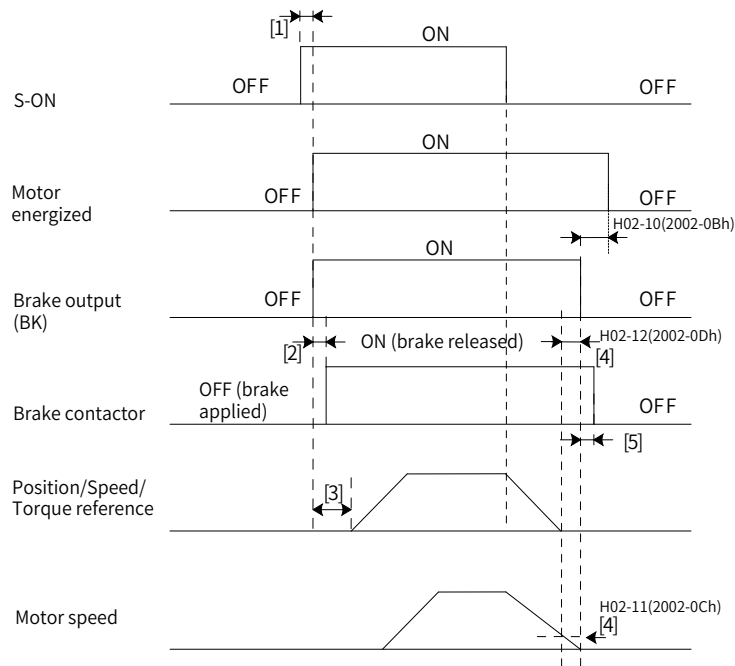 [1]
ON
S-ON
OFF
OFF
ON
Motor
energized
OFF
OFF
H02-10(2002-0Bh)
ON
Brake output
(BK)
OFF
OFF
[2]
ON (brake released)
H02-12(2002-0Dh)
[4]
OFF (brake
applied)
Brake contactor
OFF
[5]
Position/Speed/
Torque reference
[3]
H02-11(2002-0Ch)
[4]
Motor speed